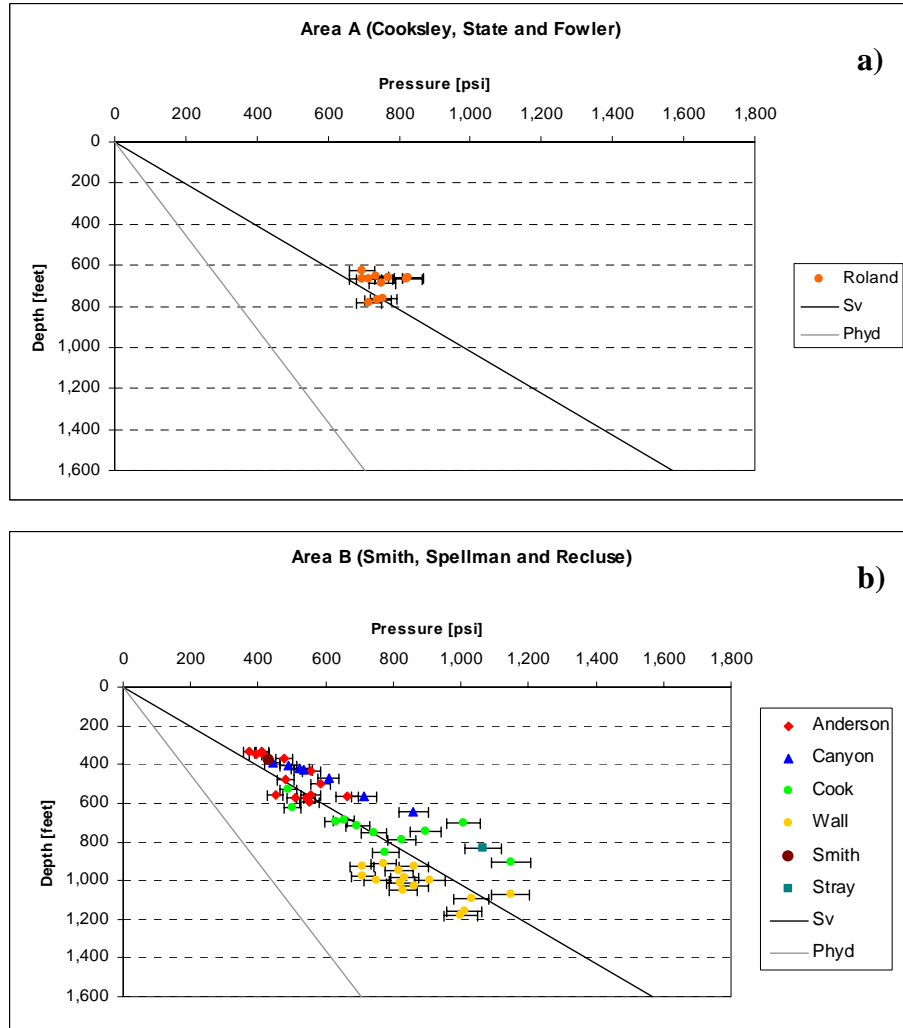 Area A (Cooksley, State and Fowler)
a)
Pressure [psi]
0 200 400 600 800 1,000 1,200 1,400 1,600 1,800
Depth [feet]
0
200
400
600
800
1,000
1,200
1,400
1,600
Roland
Sv
Phyd
Area B (Smith, Spellman and Recluse)
b)
Pressure [psi]
0 200 400 600 800 1,000 1,200 1,400 1,600 1,800
Depth [feet]
0
200
400
600
800
1,000
1,200
1,400
1,600
Anderson
Canyon
Cook
Wall
Smith
Stray
Sv
Phyd